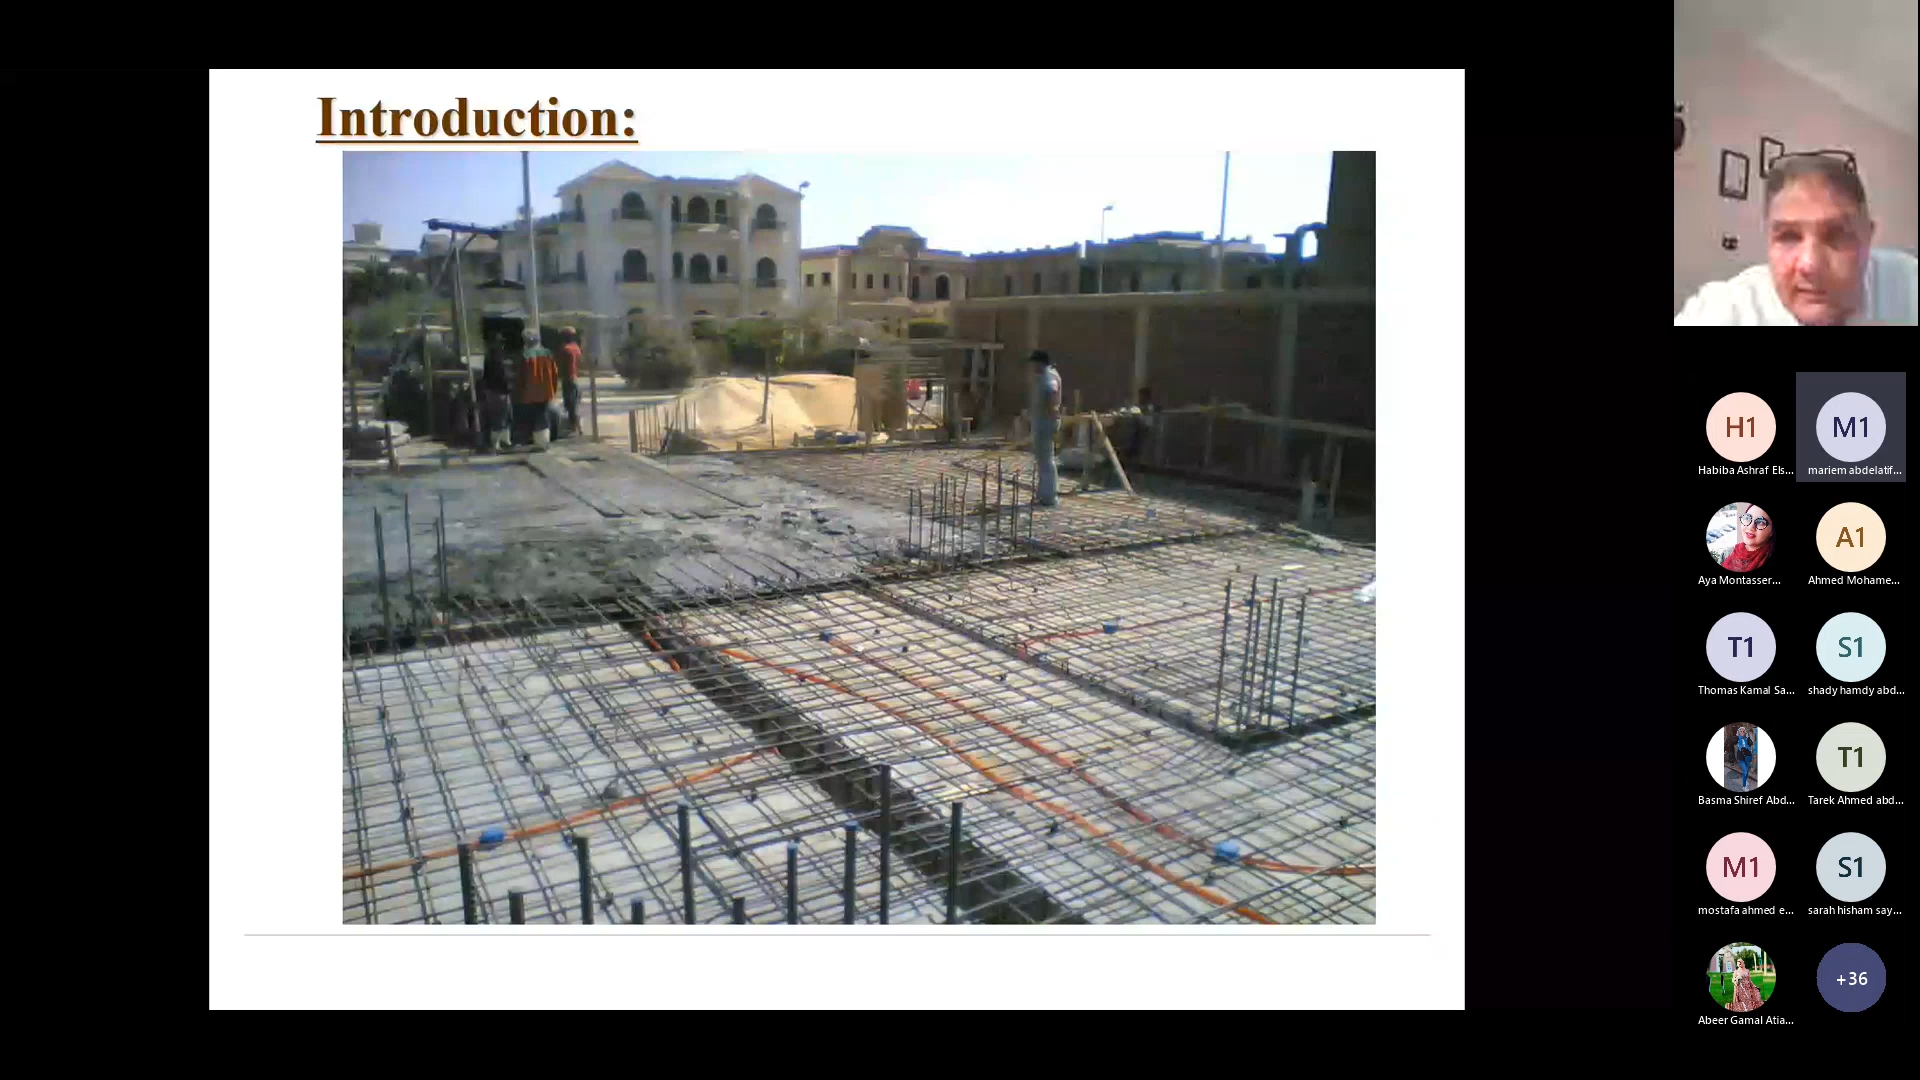 Introduction:
H1
M1
Habiba Ashraf Els...
mariem abdelatif...
A1
Aya Montasser...
Ahmed Mohame...
T1
S1
Thomas Kamal Sa...
shady hamdy abd...
T1
Basma Shiref Abd...
Tarek Ahmed abd...
M1
S1
mostafa ahmed e...
sarah hisham say...
+36
Abeer Gamal Atia...